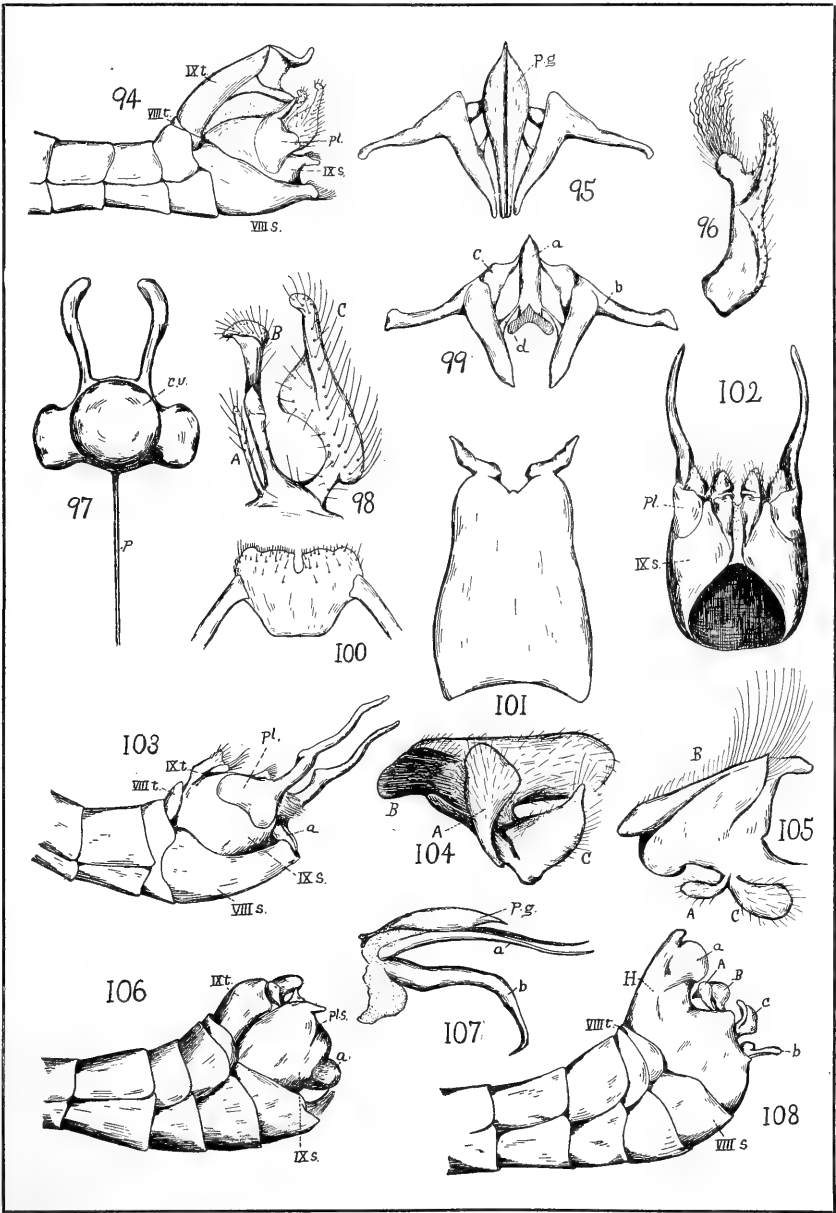 94
IX t.
VIII t.
Pl.
IX s.
VIII s.
95
p.g
96
97
e.v.
p
98
A
B
C
99
a
b
c
d
100
101
102
Pl.
IX s.
103
IX t.
VIII t.
Pl.
a
IX s.
VIII s.
104
B
A
C
105
B
A
C
106
IX t.
Pl.s.
a.
IX s.
107
p.g.
a
b
108
H
a
A
B
c
b
VIII t.
VIII s